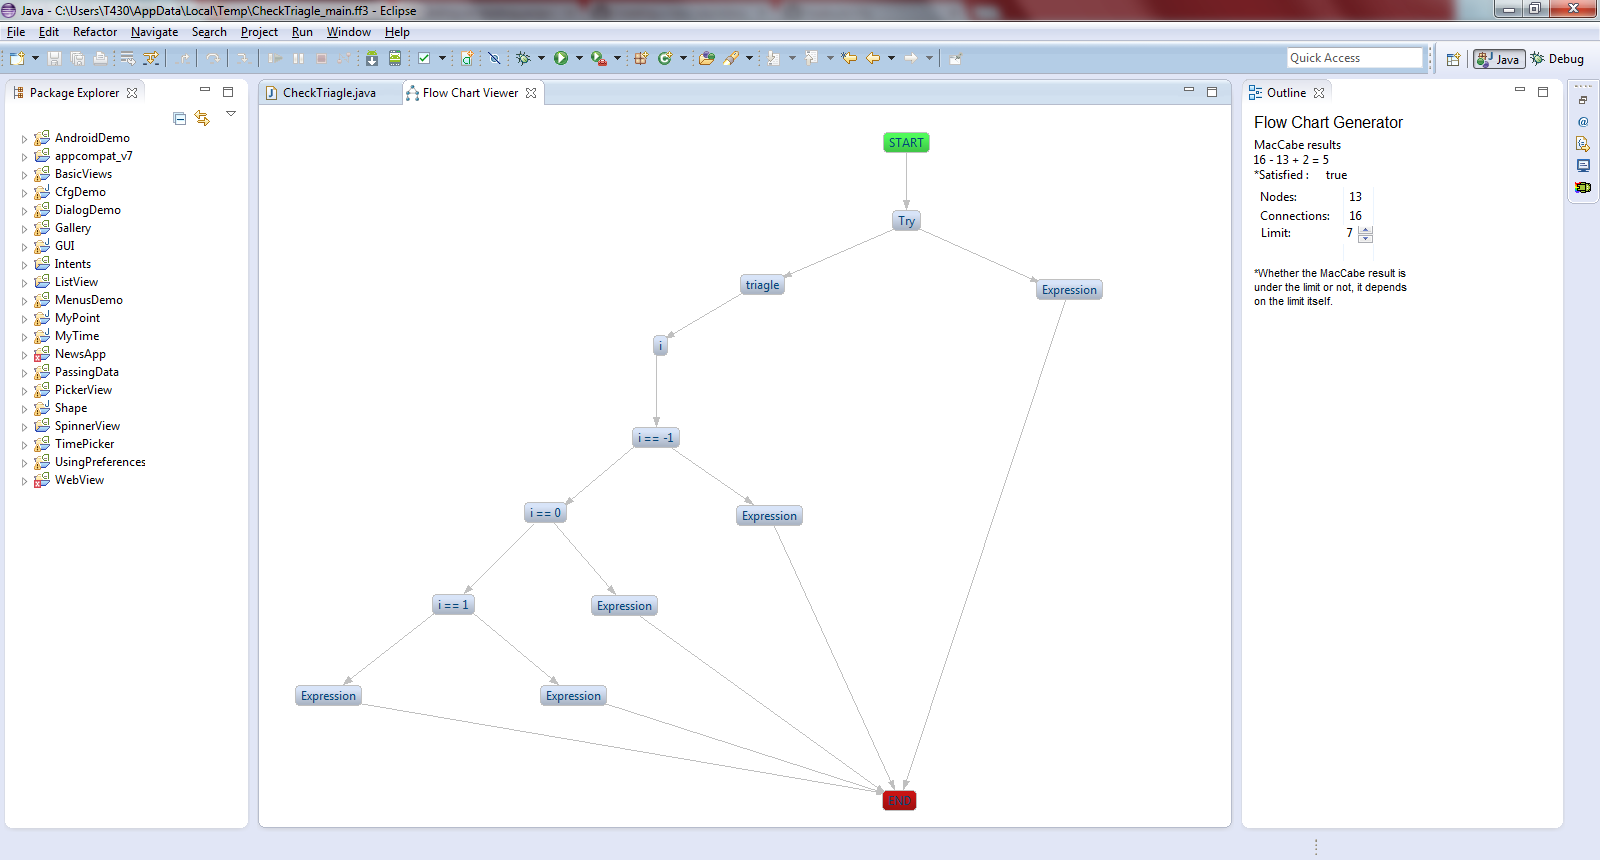 Java - C:\Users\T430\AppData\Local\Temp\CheckTriagle_main.ff3 - Eclipse
File Edit Refactor Navigate Search Project Run Window Help
Quick Access
Java
Debug
Package Explorer
AndroidDemo
appcompat_v7
BasicViews
CfgDemo
DialogDemo
Gallery
GUI
Intents
ListView
MenusDemo
MyPoint
MyTime
NewsApp
PassingData
PickerView
Shape
SpinnerView
TimePicker
UsingPreferences
WebView
CheckTriagle.java
Flow Chart Viewer
START
Try
triagle
Expression
i
i == -1
i == 0
Expression
i == 1
Expression
Expression
Expression
END
Outline
Flow Chart Generator
MacCabe results
16 - 13 + 2 = 5
*Satisfied : true
Nodes: 13
Connections: 16
Limit: 7
*Whether the MacCabe result is
under the limit or not, it depends
on the limit itself.